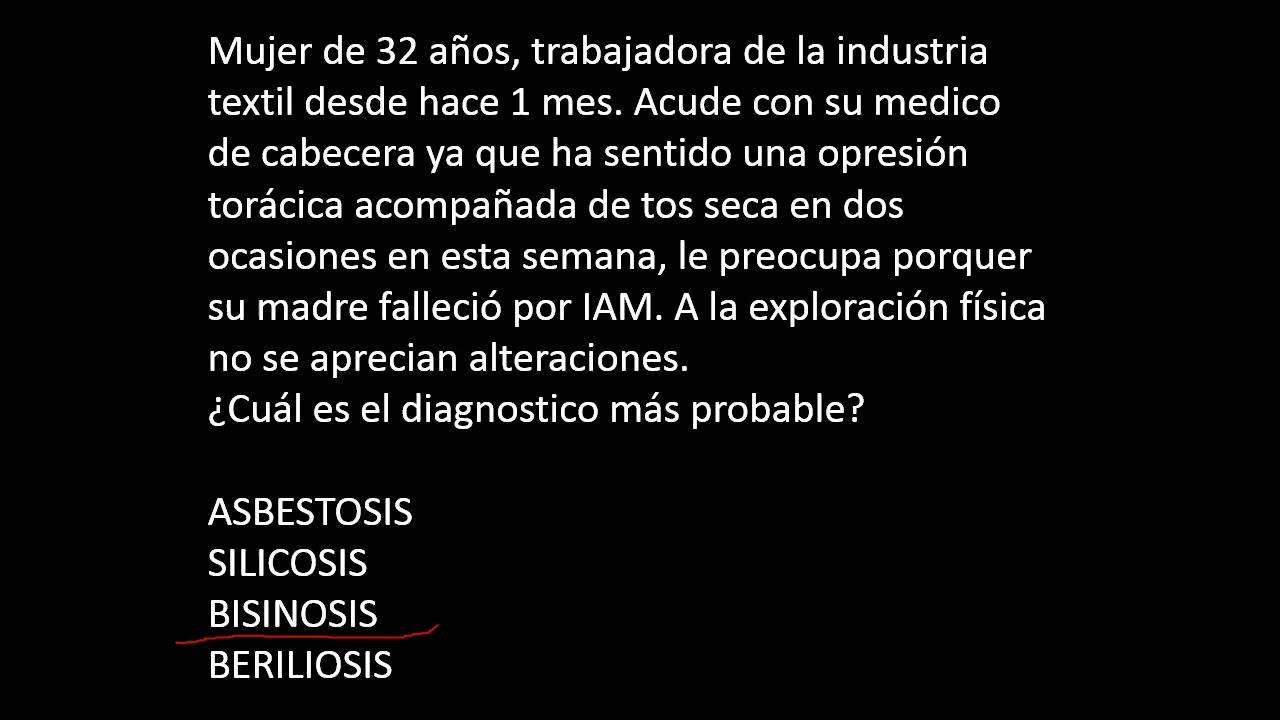 Mujer de 32 años, trabajadora de la industria
textil desde hace 1 mes. Acude con su medico
de cabecera ya que ha sentido una opresión
torácica acompañada de tos seca en dos
ocasiones en esta semana, le preocupa porquer
su madre falleció por IAM. A la exploración física
no se aprecian alteraciones.
¿Cuál es el diagnostico más probable?
ASBESTOSIS
SILICOSIS
BISINOSIS
BERILIOSIS